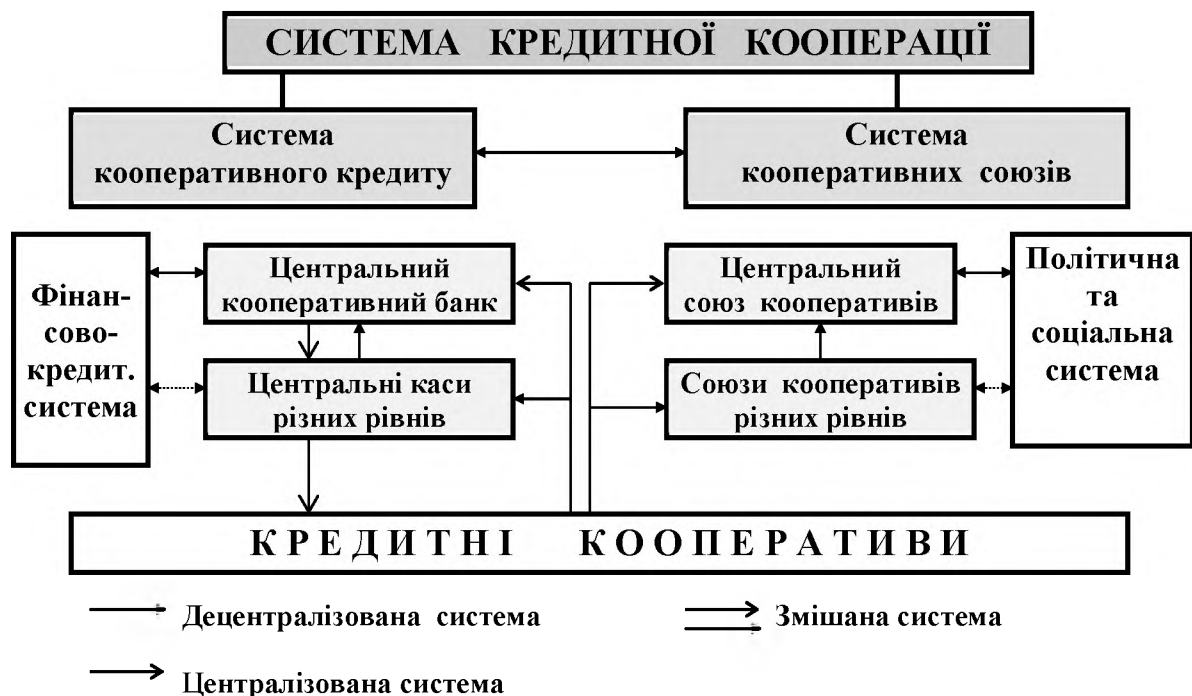 СИСТЕМА КРЕДИТНОЇ КООПЕРАЦІЇ
Система
кооперативного кредиту
Система
кооперативних союзів
Фінан-
сово-
кредит.
система
Центральний
кооперативний банк
Центральні каси
різних рівнів
Центральний
союз кооперативів
Союзи кооперативів
різних рівнів
Політична
та
соціальна
система
КРЕДИТНІ КООПЕРАТИВИ
Децентралізована система
Змішана система
Централізована система